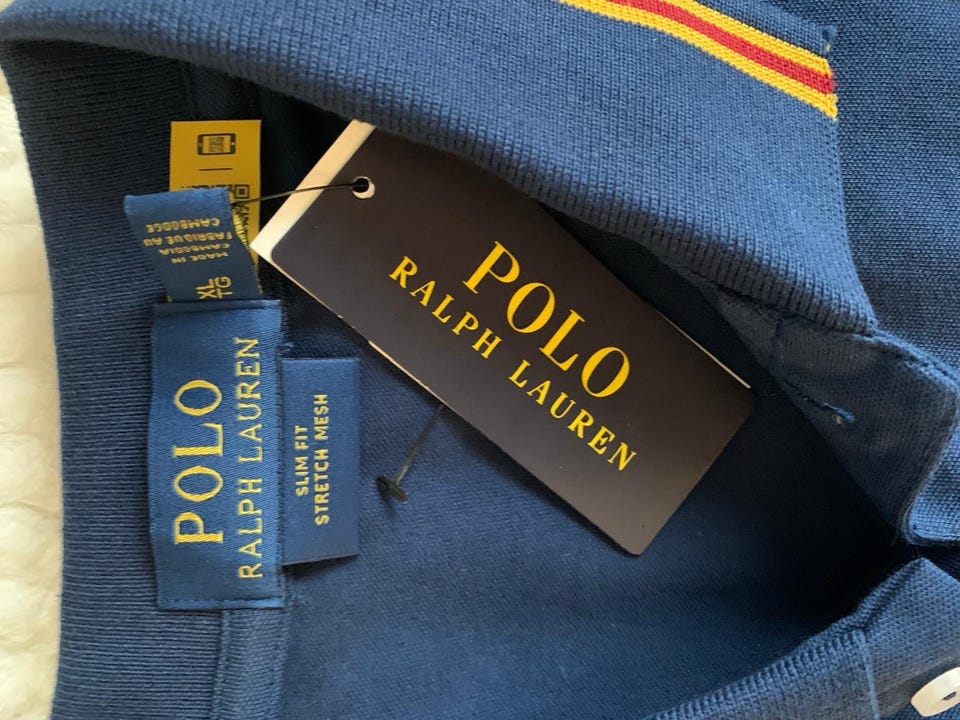 POLO
RALPH LAUREN
POLO
RALPH LAUREN
SLIM FIT
STRETCH MESH
XL
TG
MADE IN
CAMBODIA
FABRIQUÉ AU
CAMBODGE